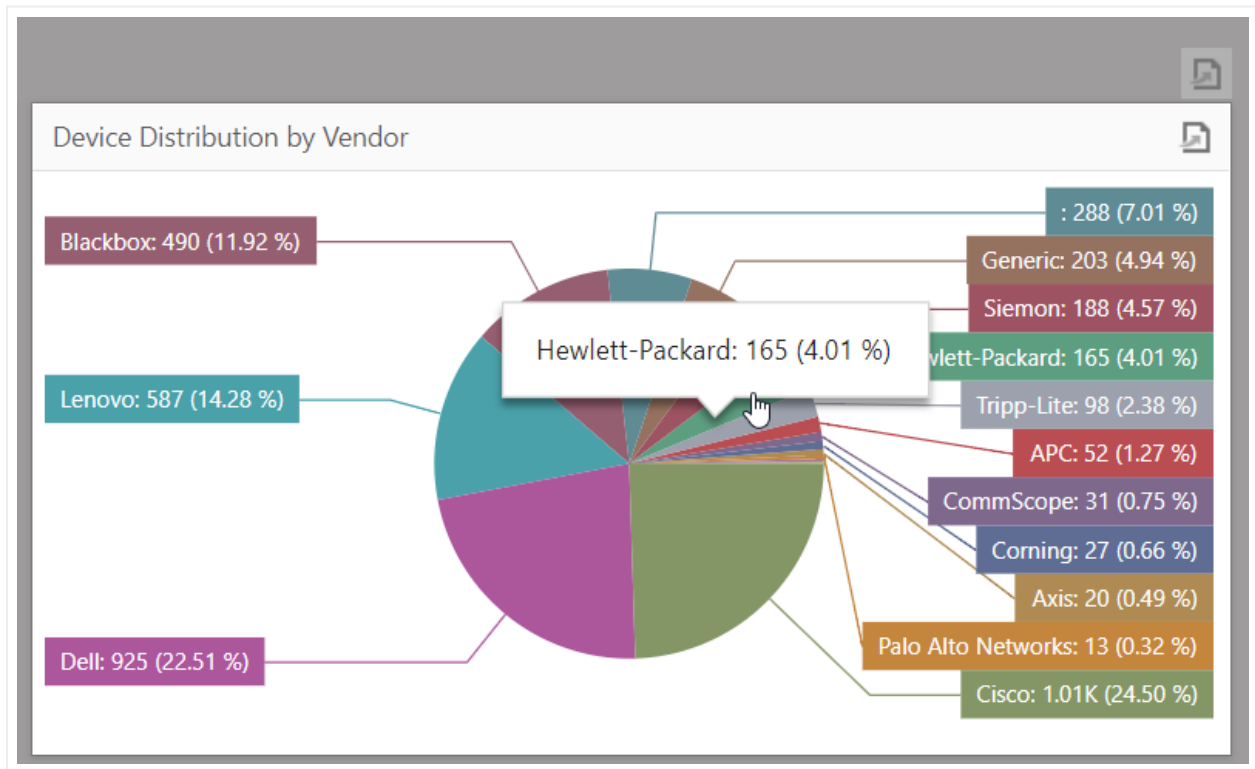 Device Distribution by Vendor
: 288 (7.01 %)
Blackbox: 490 (11.92 %)
Generic: 203 (4.94 %)
Siemon: 188 (4.57 %)
Hewlett-Packard: 165 (4.01 %)
wlett-Packard: 165 (4.01 %)
Lenovo: 587 (14.28 %)
Tripp-Lite: 98 (2.38 %)
APC: 52 (1.27 %)
CommScope: 31 (0.75 %)
Corning: 27 (0.66 %)
Axis: 20 (0.49 %)
Palo Alto Networks: 13 (0.32 %)
Dell: 925 (22.51 %)
Cisco: 1.01K (24.50 %)